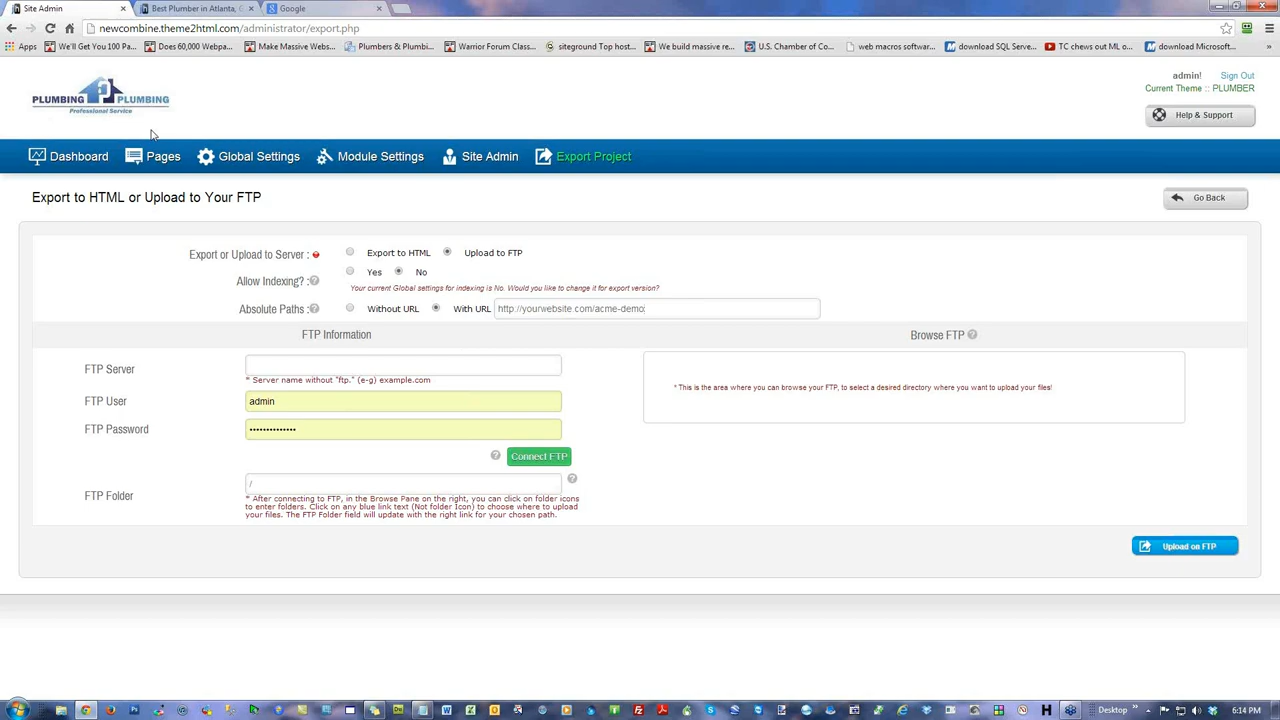 Site Admin
Best Plumber in Atlanta, G
Google
newcombine.theme2html.com/administrator/export.php
Apps
We'll Get You 100 Pa...
Does 60,000 Webpa...
Make Massive Webs...
Plumbers & Plumbi...
Warrior Forum Class...
siteground Top host...
We build massive re...
U.S. Chamber of Co...
web macros softwar...
download SQL Serve...
TC chews out ML o...
download Microsoft...
»
PLUMBING PLUMBING
Professional Service
admin!
Sign Out
Current Theme :: PLUMBER
Help & Support
Dashboard
Pages
Global Settings
Module Settings
Site Admin
Export Project
Export to HTML or Upload to Your FTP
Go Back
Export or Upload to Server :
Export to HTML
Upload to FTP
Allow Indexing? :
Yes
No
Your current Global settings for indexing is No. Would you like to change it for export version?
Absolute Paths :
Without URL
With URL
http://yourwebsite.com/acme-demo
FTP Information
Browse FTP
FTP Server
* Server name without "ftp." (e-g) example.com
* This is the area where you can browse your FTP, to select a desired directory where you want to upload your files!
FTP User
admin
FTP Password
••••••••••••••
Connect FTP
FTP Folder
/
* After connecting to FTP, in the Browse Pane on the right, you can click on folder icons
to enter folders. Click on any blue link text (Not folder Icon) to choose where to upload
your files. The FTP Folder field will update with the right link for your chosen path.
Upload on FTP
Desktop
»
6:14 PM